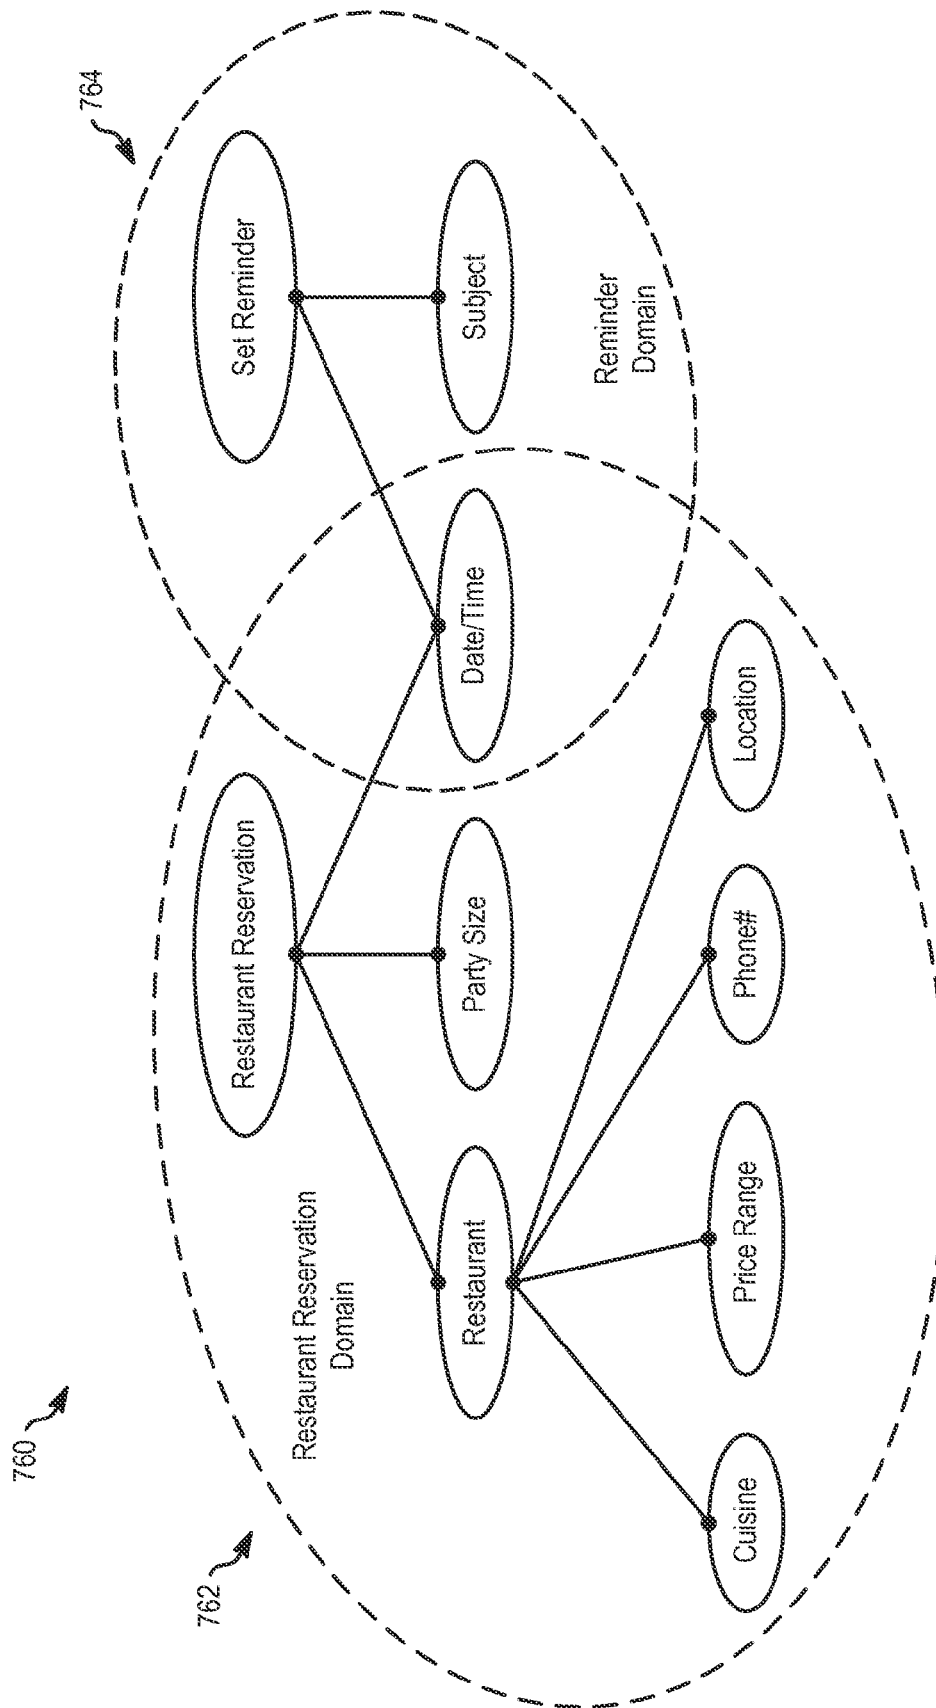 760
762
764
Restaurant Reservation
Set Reminder
Restaurant Reservation
Domain
Restaurant
Party Size
Date/Time
Subject
Reminder
Domain
Cuisine
Price Range
Phone#
Location